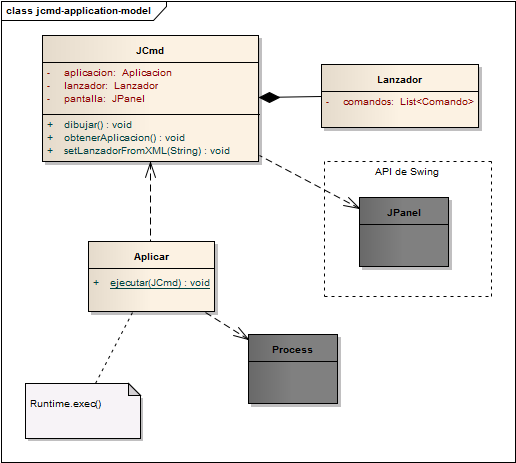 class jcmd-application-model
JCmd
- aplicacion: Aplicacion
- lanzador: Lanzador
- pantalla: JPanel
+ dibujar() : void
+ obtenerAplicacion() : void
+ setLanzadorFromXML(String) : void
Lanzador
- comandos: List<Comando>
API de Swing
JPanel
Aplicar
+ ejecutar(JCmd) : void
Process
Runtime.exec()